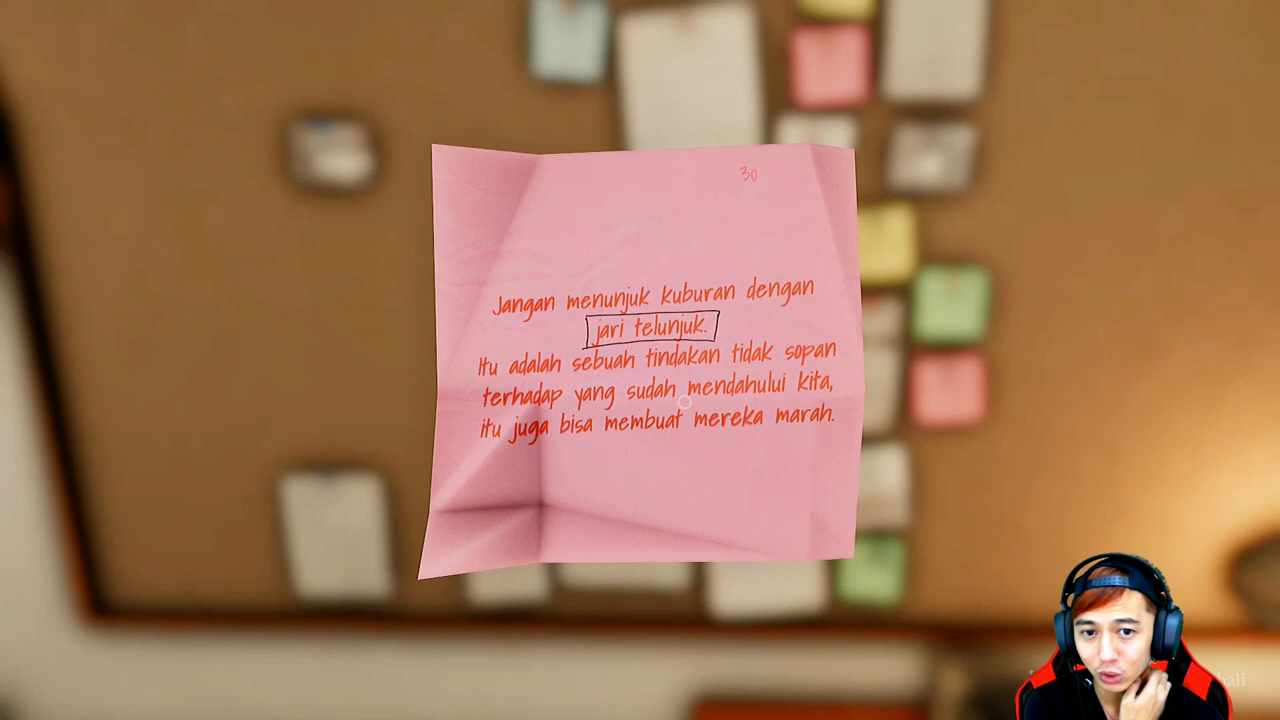 30
Jangan menunjuk kuburan dengan
jari telunjuk.
Itu adalah sebuah tindakan tidak sopan
terhadap yang sudah mendahului kita,
itu juga bisa membuat mereka marah.